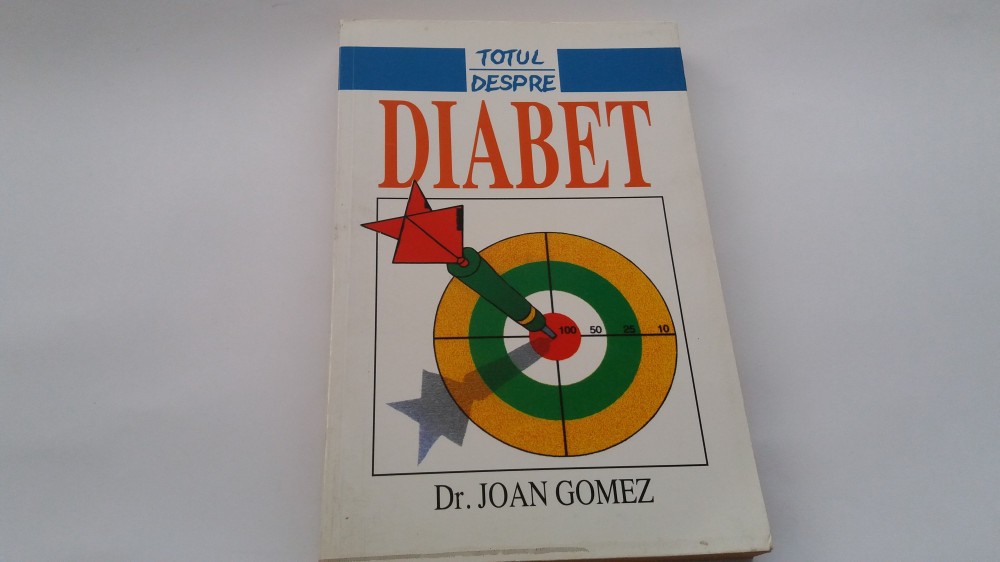 TOTUL
DESPRE
DIABET
100 50 25 10
Dr. JOAN GOMEZ